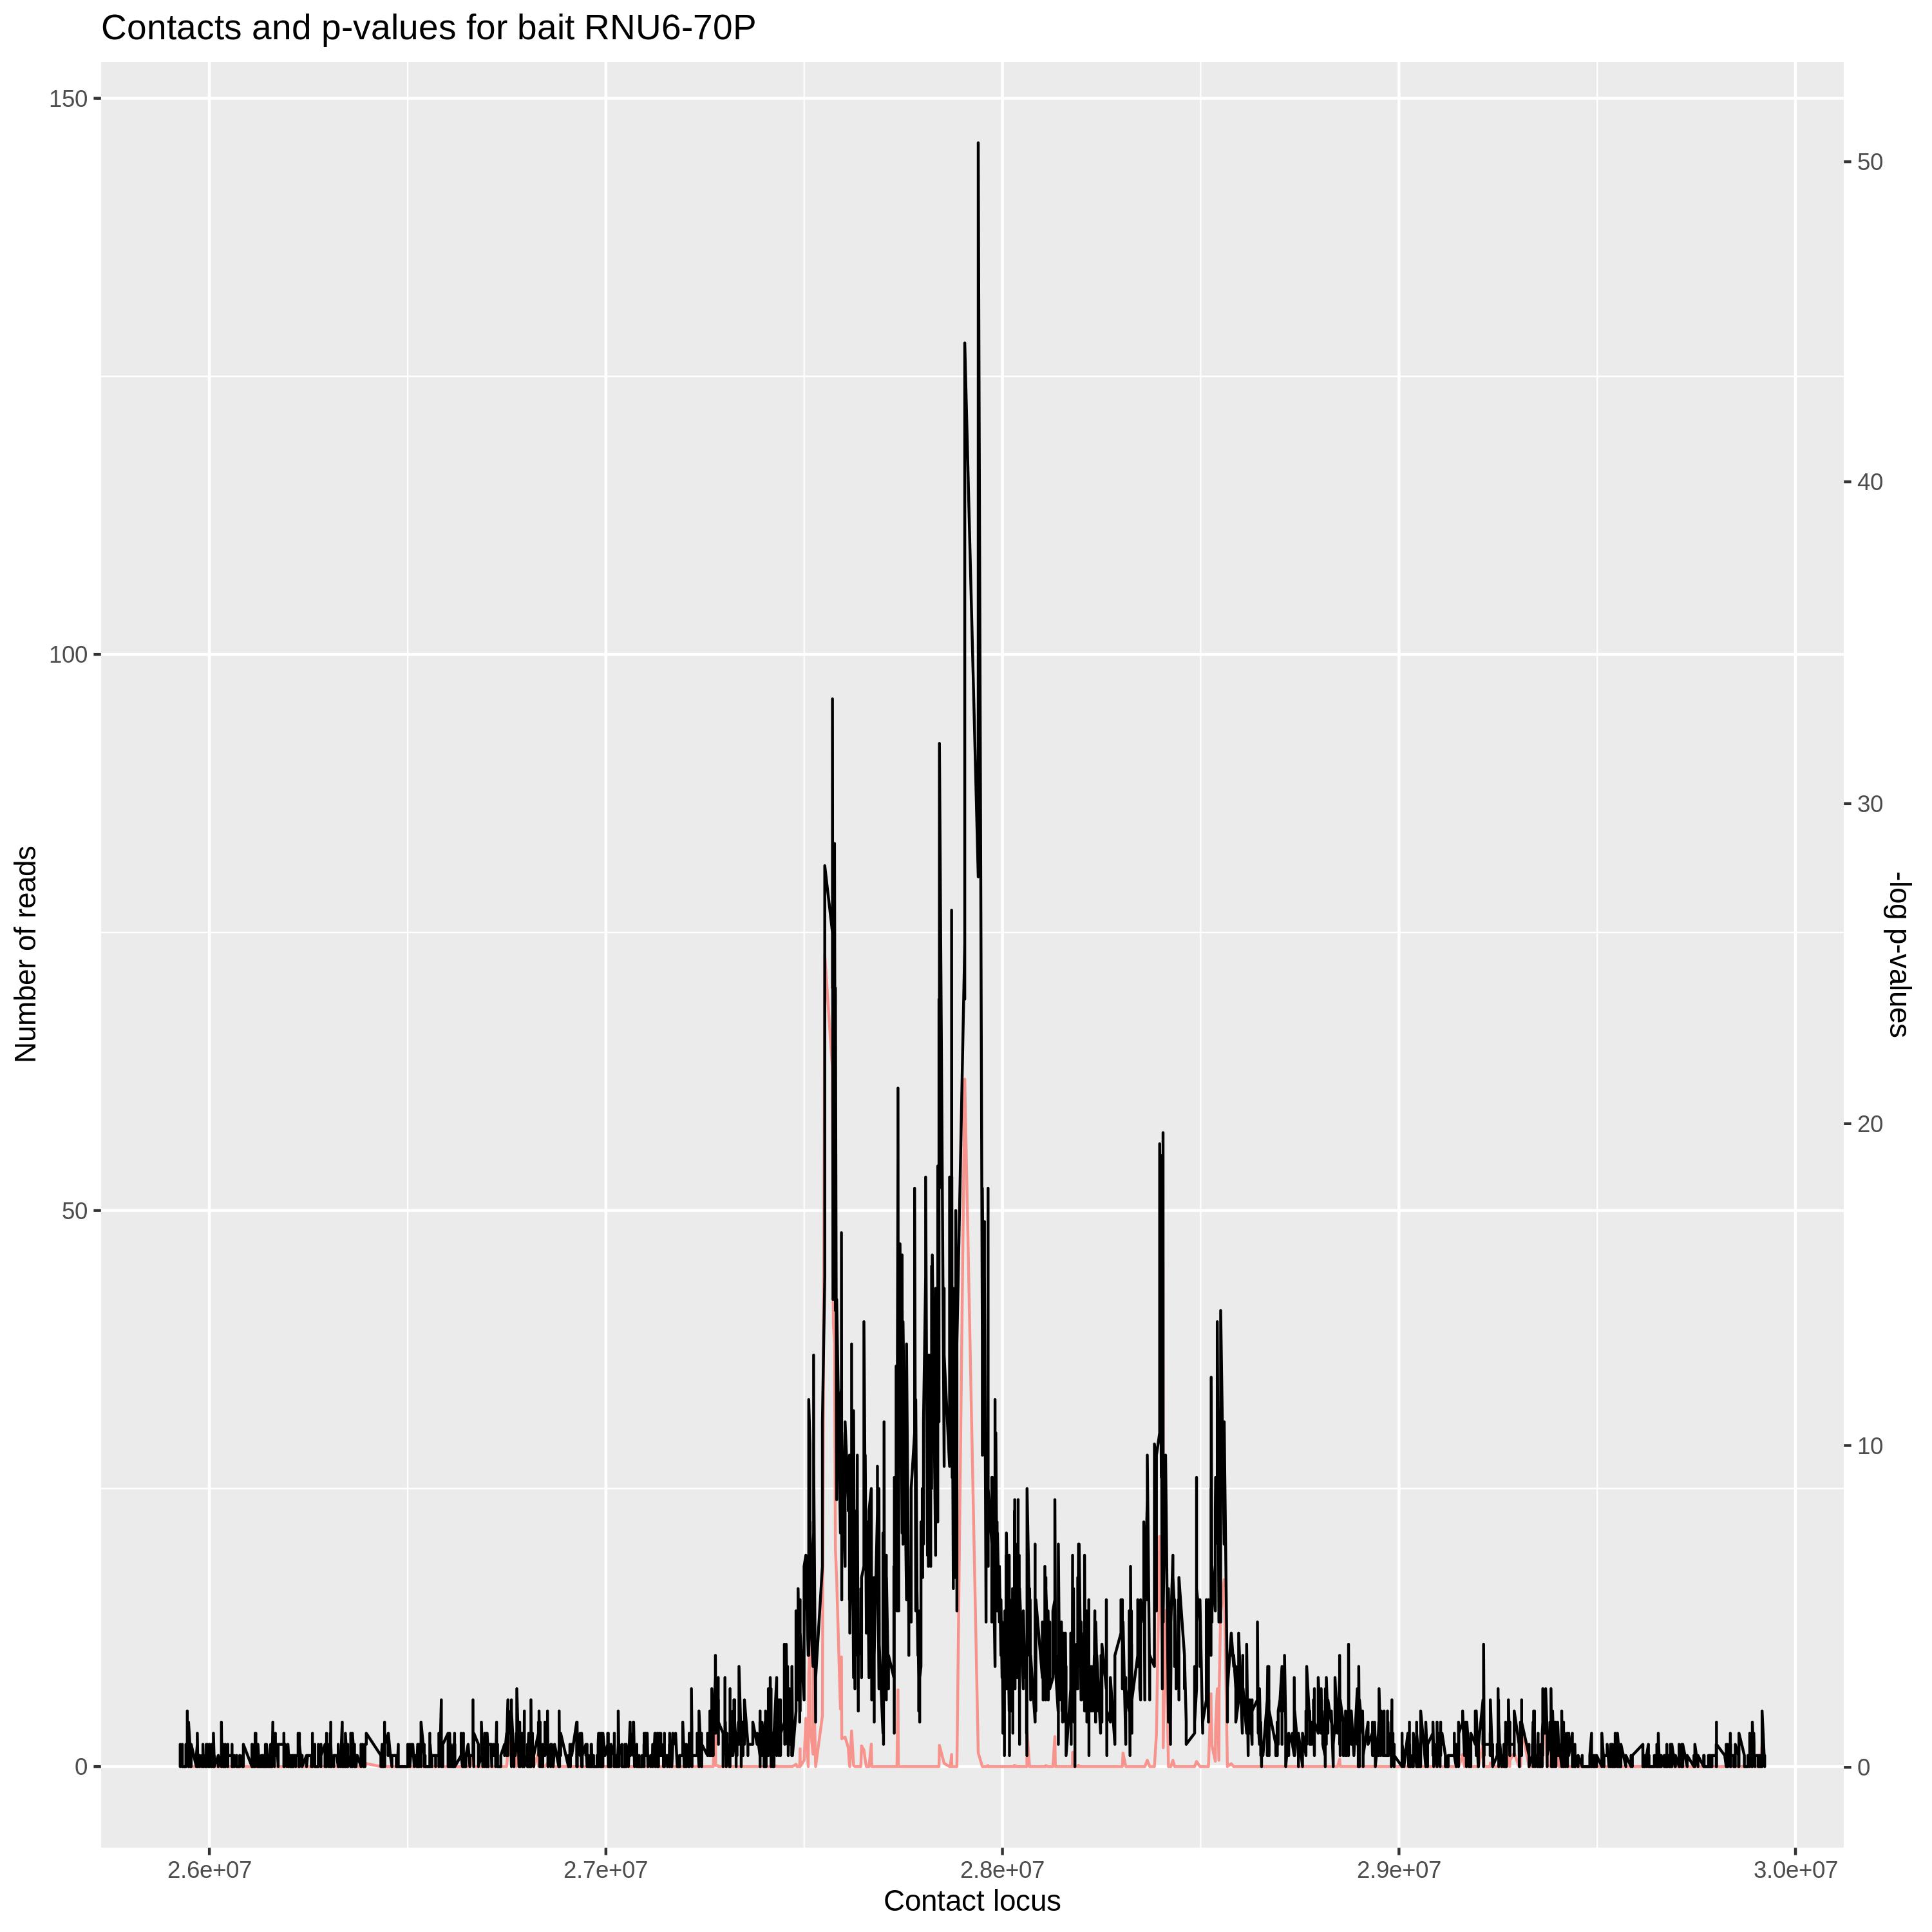 Contacts and p-values for bait RNU6-70P
150
100
50
0
Number of reads
50
40
30
20
10
0
-log p-values
2.6e+07
2.7e+07
2.8e+07
2.9e+07
3.0e+07
Contact locus